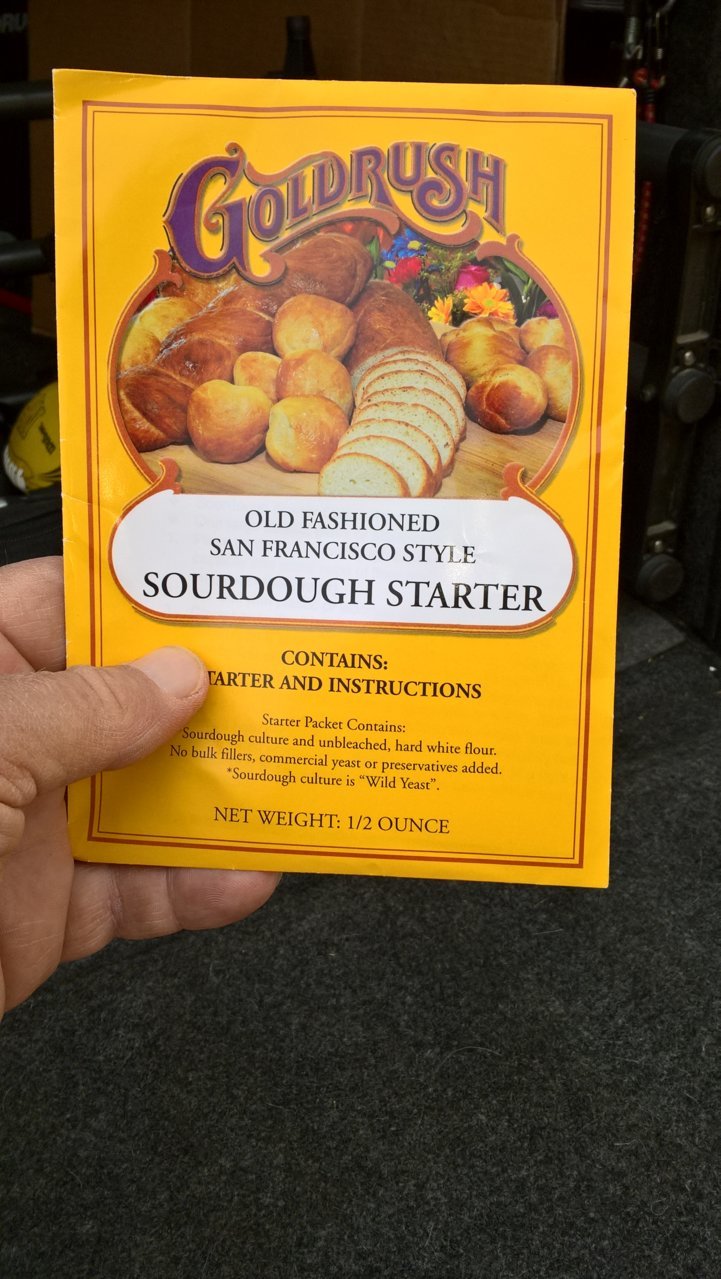 GOLDRUSH
OLD FASHIONED
SAN FRANCISCO STYLE
SOURDOUGH STARTER
CONTAINS:
TARTER AND INSTRUCTIONS
Starter Packet Contains:
Sourdough culture and unbleached, hard white flour.
No bulk fillers, commercial yeast or preservatives added.
*Sourdough culture is “Wild Yeast”.
NET WEIGHT: 1/2 OUNCE